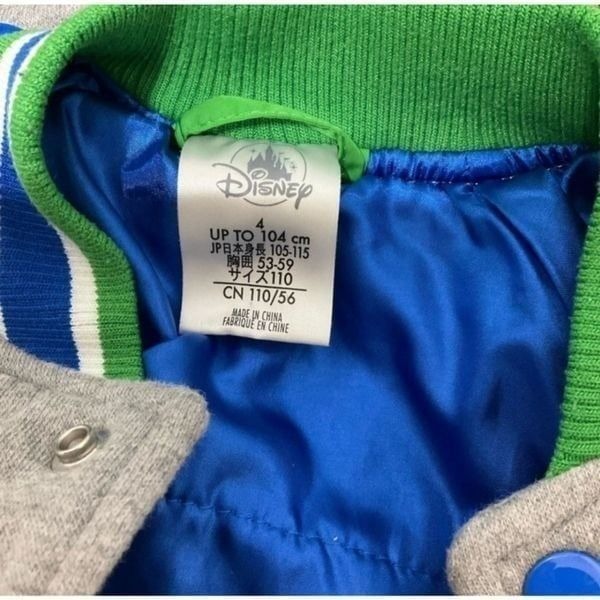 Disney
4
UP TO 104 cm
JP日本身長 105-115
胸囲 53-59
サイズ110
CN 110/56
MADE IN CHINA
FABRIQUÉ EN CHINE